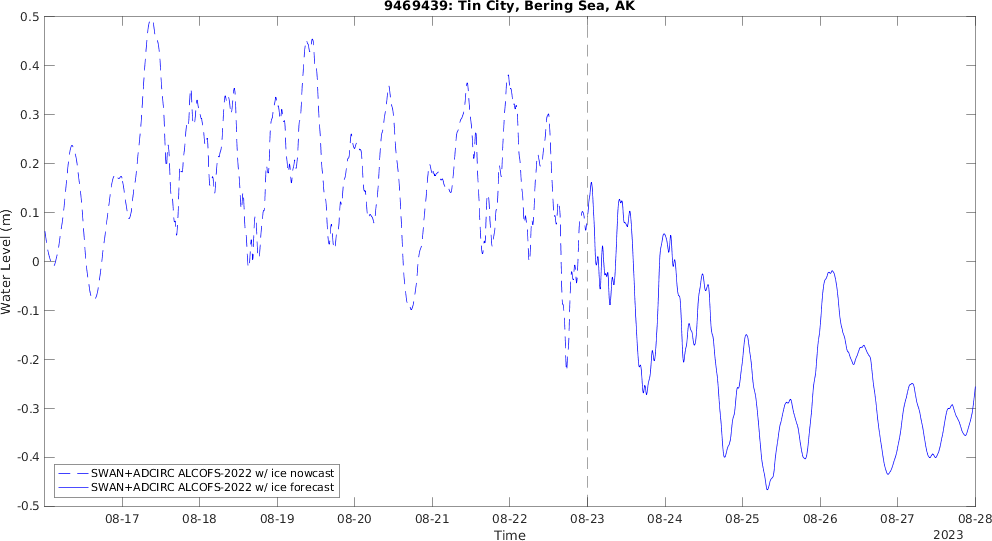 9469439: Tin City, Bering Sea, AK
0.5
0.4
0.3
0.2
0.1
0
-0.1
-0.2
-0.3
-0.4
-0.5
Water Level (m)
SWAN+ADCIRC ALCOFS-2022 w/ ice nowcast
SWAN+ADCIRC ALCOFS-2022 w/ ice forecast
08-17 08-18 08-19 08-20 08-21 08-22 08-23 08-24 08-25 08-26 08-27 08-28
Time
2023